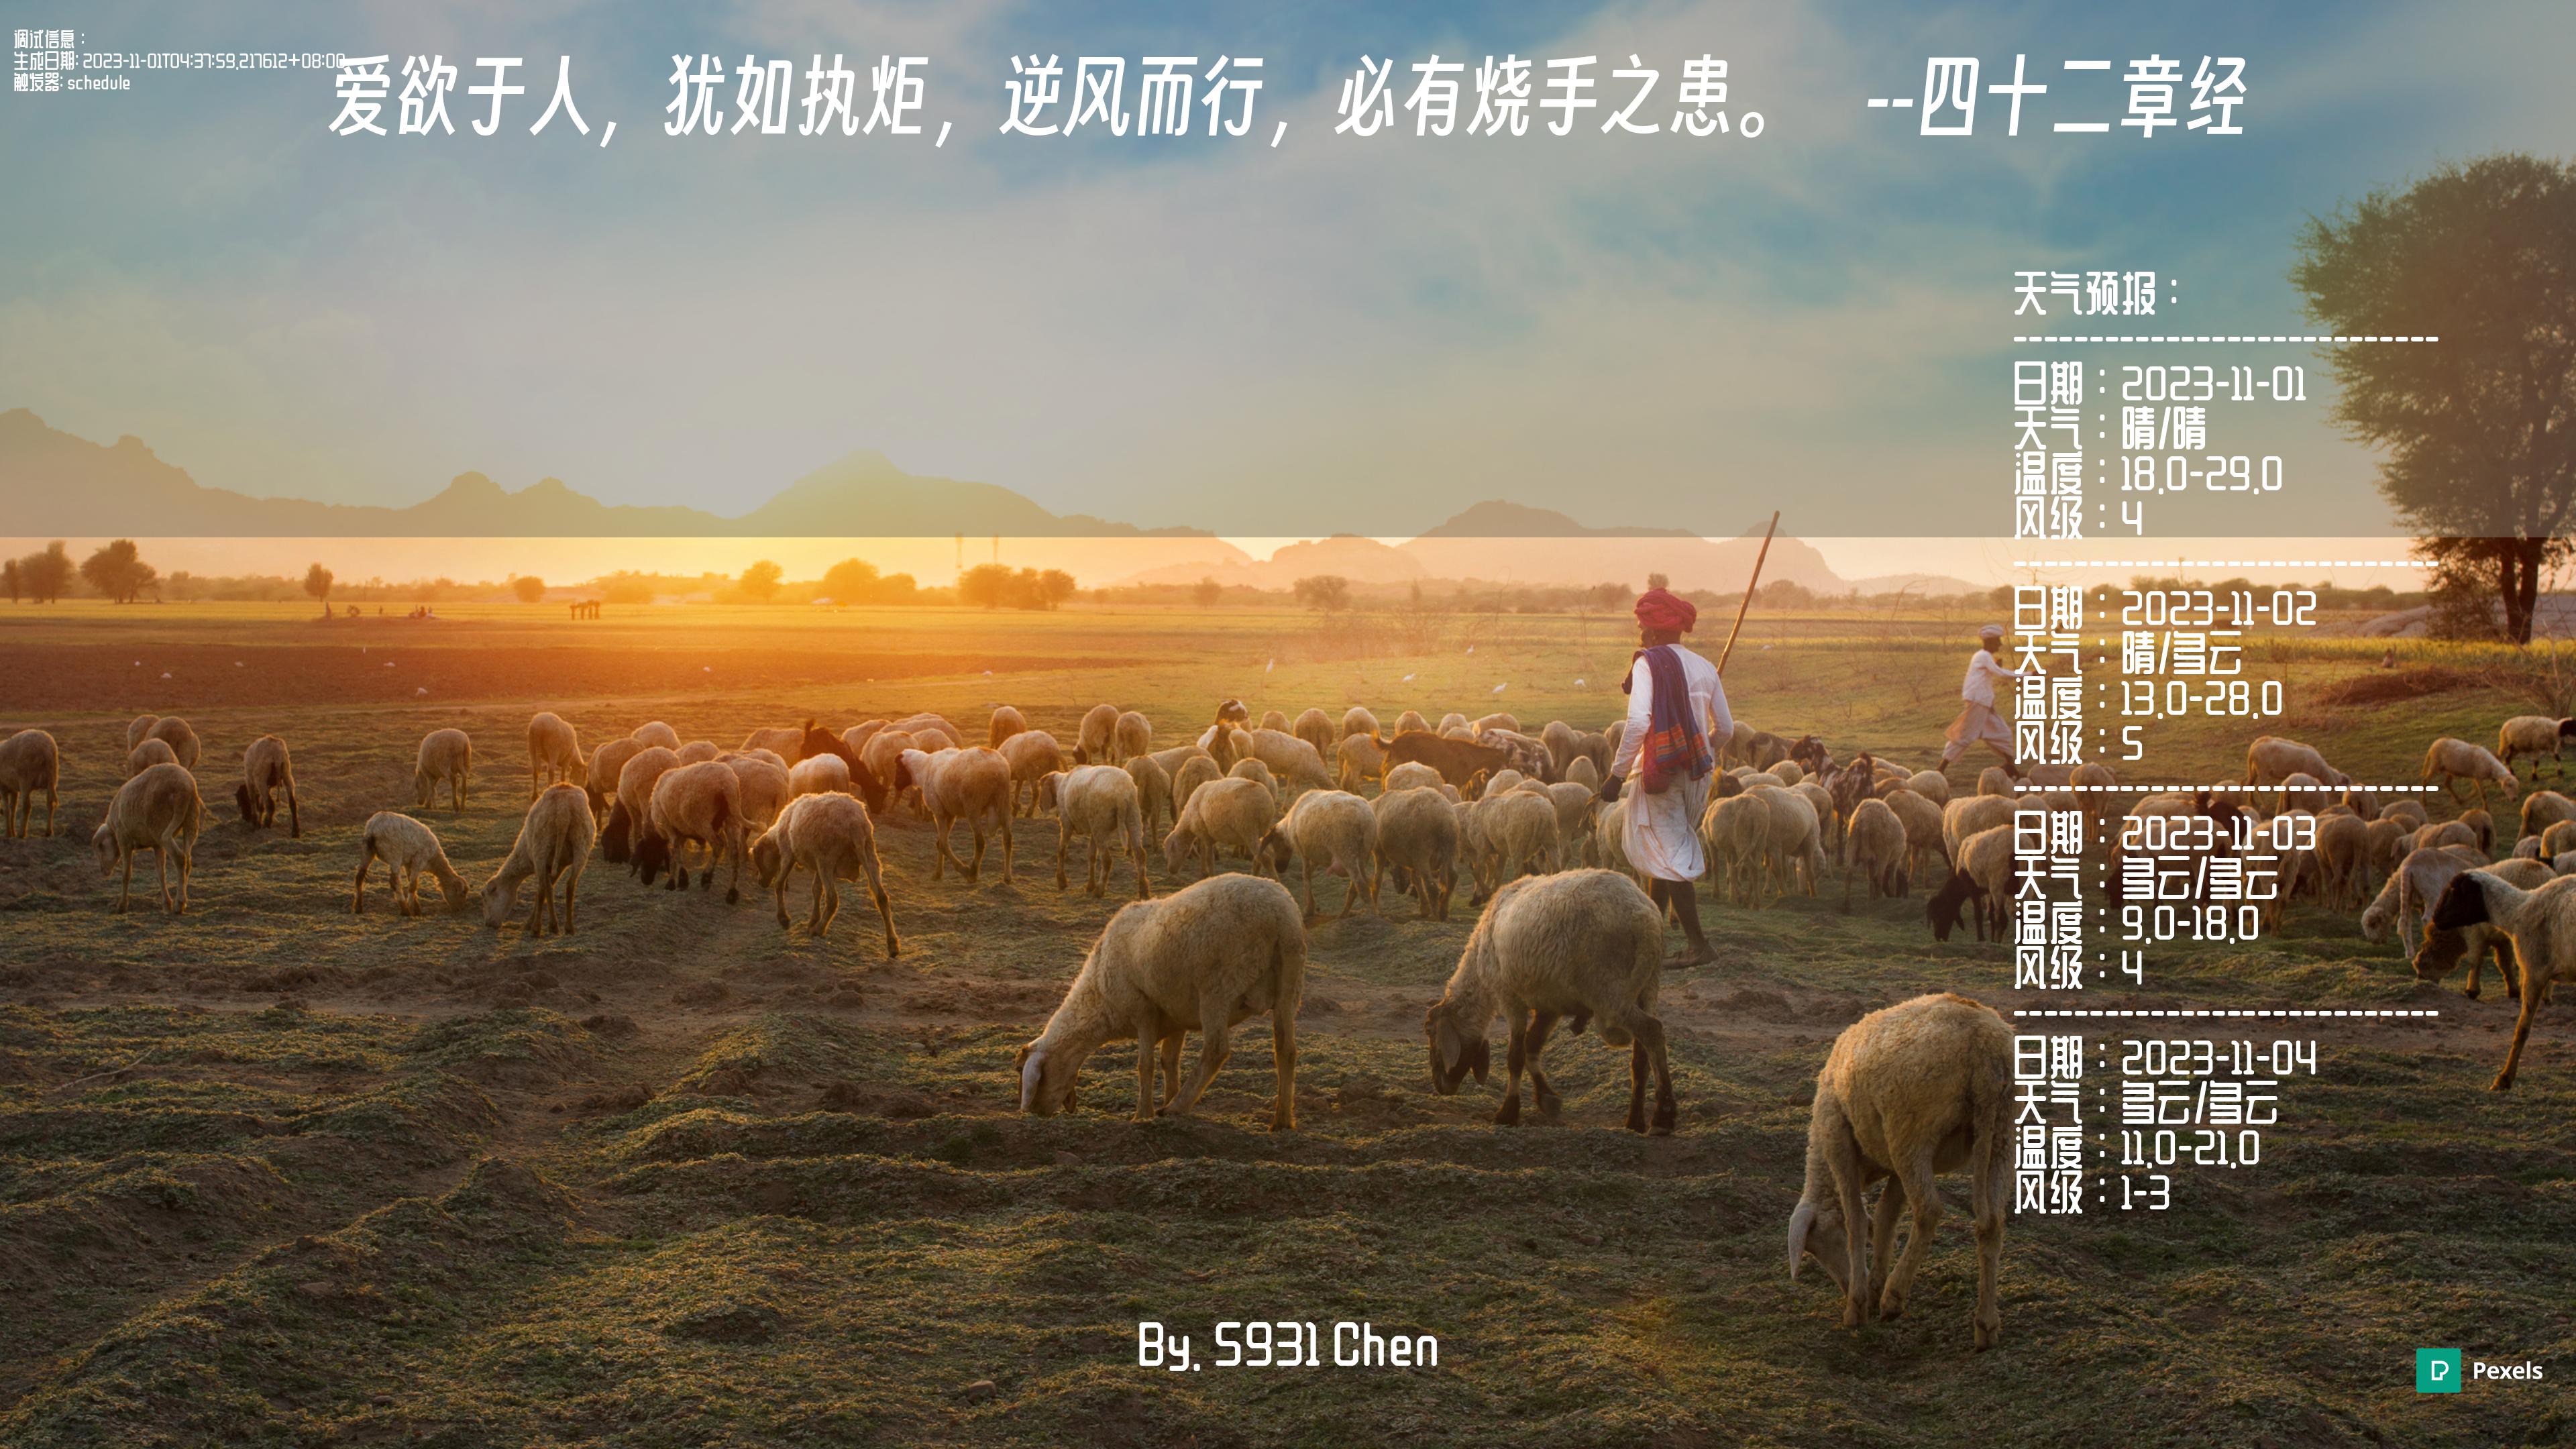 调试信息：
生成日期: 2023-11-01T04:37:59.217612+08:00
触发器: schedule
爱欲于人，犹如执炬，逆风而行，必有烧手之患。 --四十二章经
天气预报：
----------------------------
日期：2023-11-01
天气：晴/晴
温度：18.0-29.0
风级：4
----------------------------
日期：2023-11-02
天气：晴/多云
温度：13.0-28.0
风级：5
----------------------------
日期：2023-11-03
天气：多云/多云
温度：9.0-18.0
风级：4
----------------------------
日期：2023-11-04
天气：多云/多云
温度：11.0-21.0
风级：1-3
By. S931 Chen
Pexels